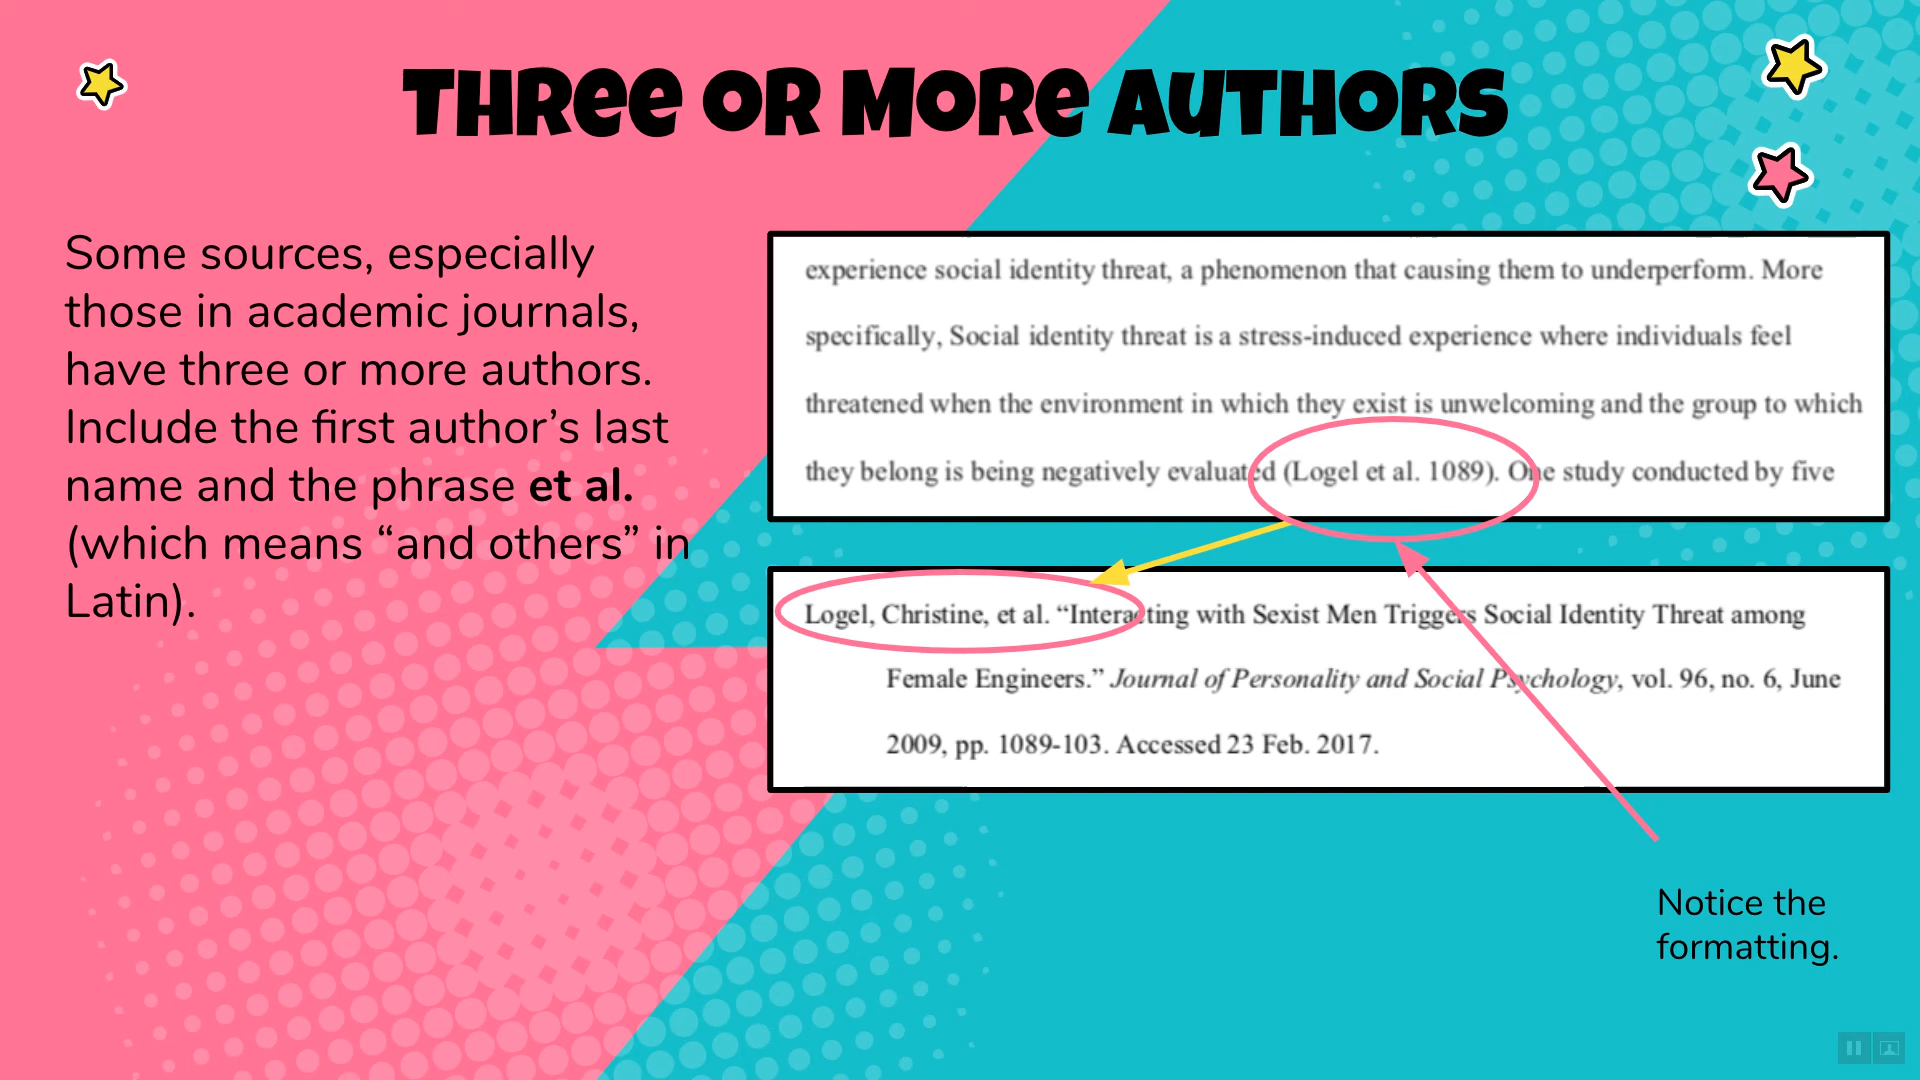 THRee OR MORe AuTHORS
Some sources, especially
those in academic journals,
have three or more authors.
Include the first author’s last
name and the phrase et al.
(which means “and others” in
Latin).
experience social identity threat, a phenomenon that causing them to underperform. More
specifically, Social identity threat is a stress-induced experience where individuals feel
threatened when the environment in which they exist is unwelcoming and the group to which
they belong is being negatively evaluated (Logel et al. 1089). One study conducted by five
Logel, Christine, et al. “Interacting with Sexist Men Triggers Social Identity Threat among
Female Engineers.” Journal of Personality and Social Psychology, vol. 96, no. 6, June
2009, pp. 1089-103. Accessed 23 Feb. 2017.
Notice the
formatting.